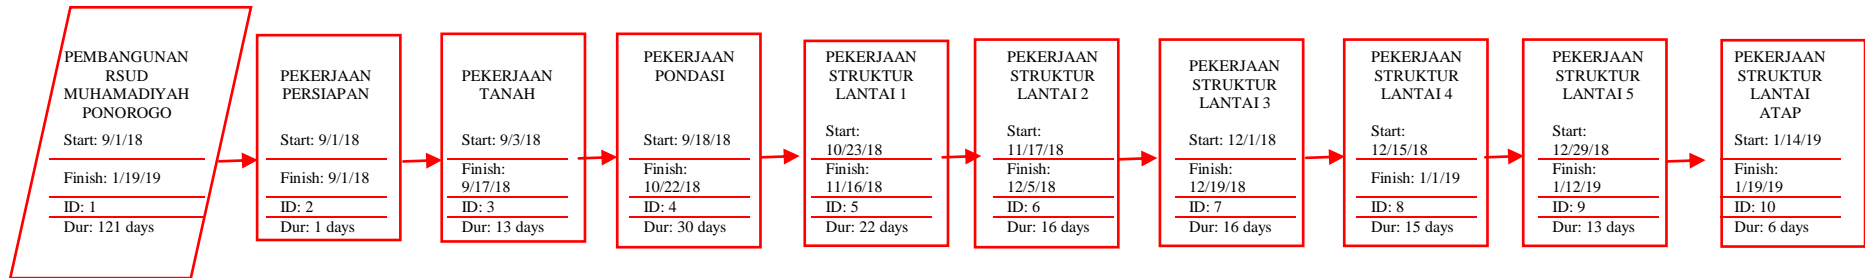 PEMBANGUNAN
RSUD
MUHAMADIYAH
PONOROGO
Start: 9/1/18
Finish: 1/19/19
ID: 1
Dur: 121 days
PEKERJAAN
PERSIAPAN
Start: 9/1/18
Finish: 9/1/18
ID: 2
Dur: 1 days
PEKERJAAN
TANAH
Start: 9/3/18
Finish:
9/17/18
ID: 3
Dur: 13 days
PEKERJAAN
PONDASI
Start: 9/18/18
Finish:
10/22/18
ID: 4
Dur: 30 days
PEKERJAAN
STRUKTUR
LANTAI 1
Start:
10/23/18
Finish:
11/16/18
ID: 5
Dur: 22 days
PEKERJAAN
STRUKTUR
LANTAI 2
Start:
11/17/18
Finish:
12/5/18
ID: 6
Dur: 16 days
PEKERJAAN
STRUKTUR
LANTAI 3
Start: 12/1/18
Finish:
12/19/18
ID: 7
Dur: 16 days
PEKERJAAN
STRUKTUR
LANTAI 4
Start:
12/15/18
Finish: 1/1/19
ID: 8
Dur: 15 days
PEKERJAAN
STRUKTUR
LANTAI 5
Start:
12/29/18
Finish:
1/12/19
ID: 9
Dur: 13 days
PEKERJAAN
STRUKTUR
LANTAI
ATAP
Start: 1/14/19
Finish:
1/19/19
ID: 10
Dur: 6 days